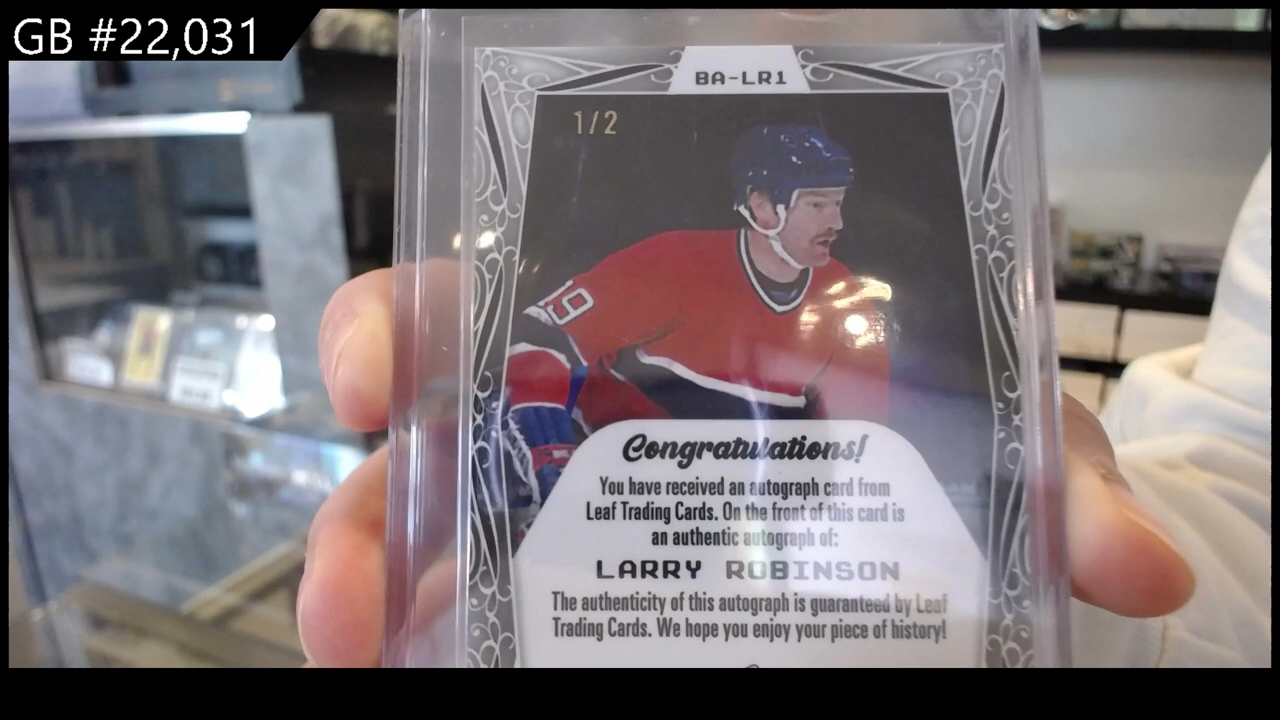 GB #22,031
BA-LR1
1/2
19
Congratulations!
You have received an autograph card from
Leaf Trading Cards. On the front of this card is
an authentic autograph of:
LARRY ROBINSON
The authenticity of this autograph is guaranteed by Leaf
Trading Cards. We hope you enjoy your piece of history!